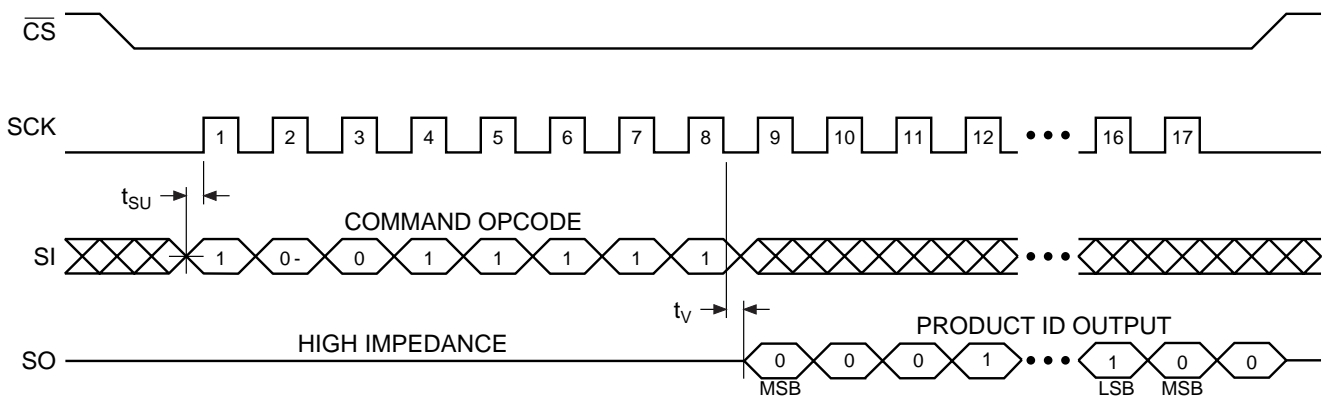 CS
SCK 1 2 3 4 5 6 7 8 9 10 11 12 ••• 16 17
tSU
COMMAND OPCODE
SI 1 0- 0 1 1 1 1 1 •••
tV
PRODUCT ID OUTPUT
HIGH IMPEDANCE
SO 0 0 0 1 ••• 1 0 0
MSB LSB MSB